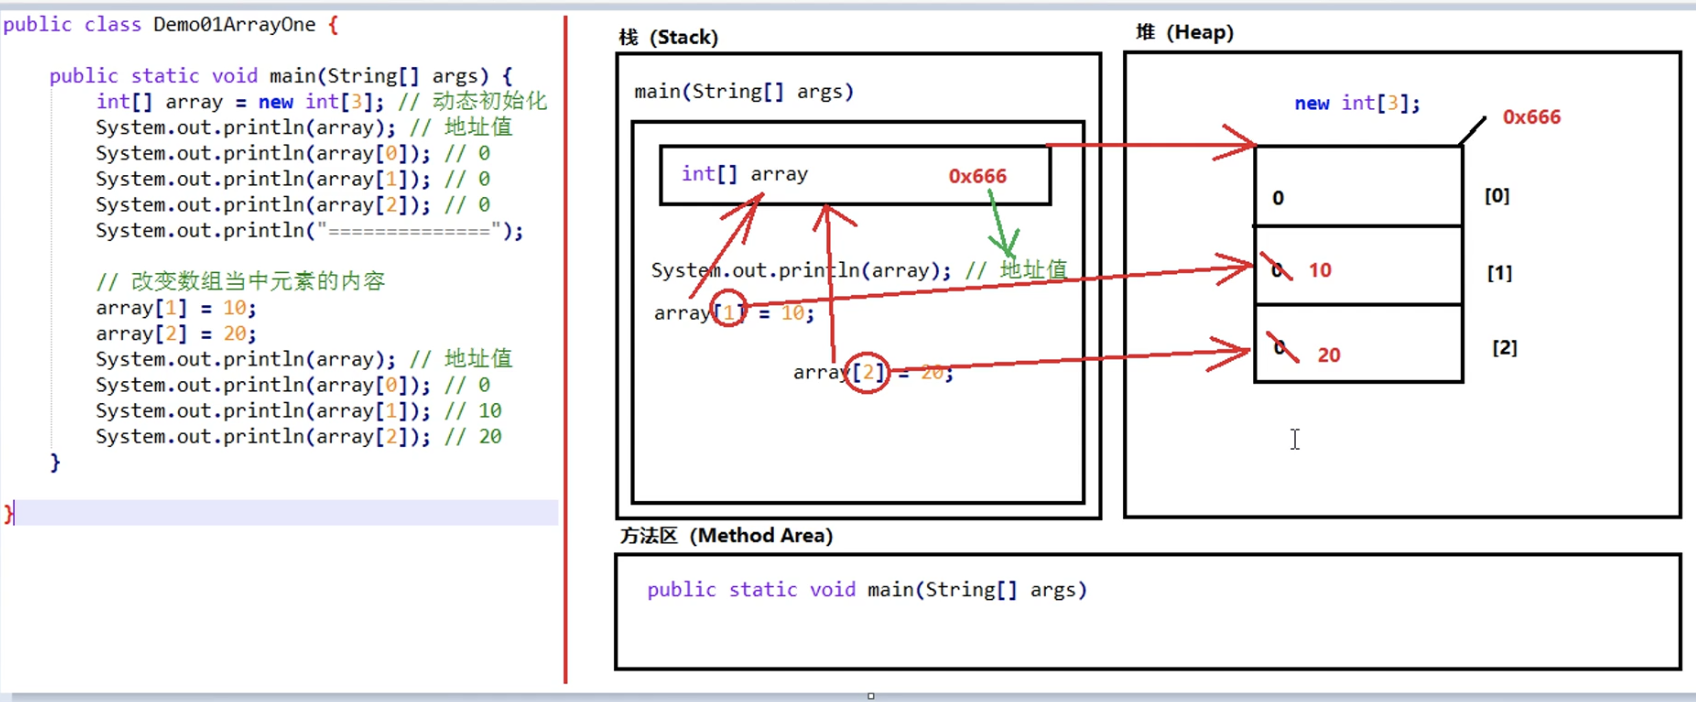 public class Demo01ArrayOne {
public static void main(String[] args) {
int[] array = new int[3]; // 动态初始化
System.out.println(array); // 地址值
System.out.println(array[0]); // 0
System.out.println(array[1]); // 0
System.out.println(array[2]); // 0
System.out.println("==============");
// 改变数组当中元素的内容
array[1] = 10;
array[2] = 20;
System.out.println(array); // 地址值
System.out.println(array[0]); // 0
System.out.println(array[1]); // 10
System.out.println(array[2]); // 20
}
}
栈 (Stack)
main(String[] args)
int[] array 0x666
System.out.println(array); // 地址值
array[1] = 10;
array[2] = 20;
堆 (Heap)
new int[3];
0x666
0 [0]
0 10 [1]
0 20 [2]
方法区 (Method Area)
public static void main(String[] args)